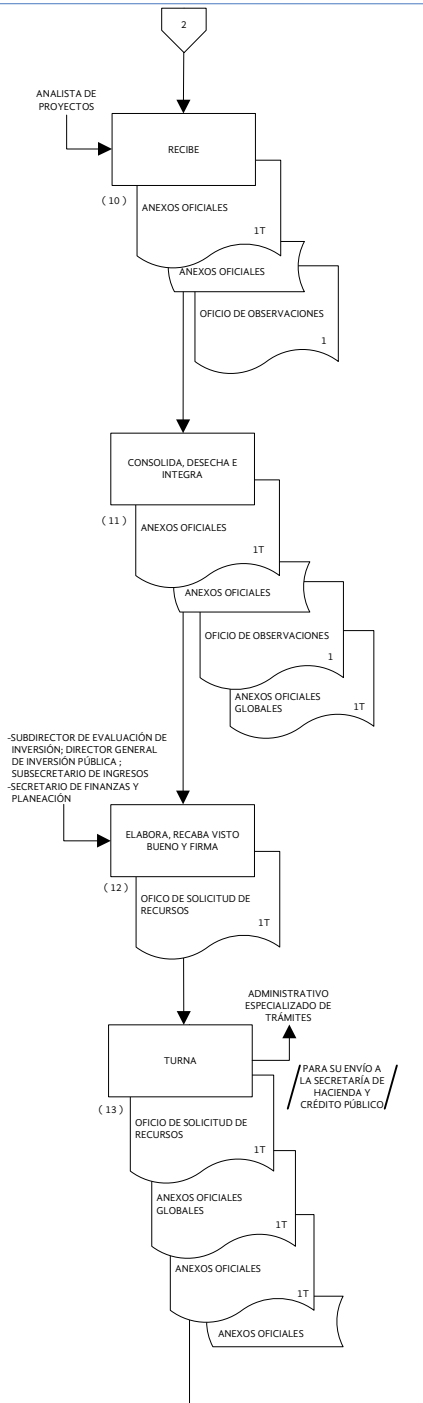 2
ANALISTA DE
PROYECTOS
RECIBE
( 10 )
ANEXOS OFICIALES
1T
ANEXOS OFICIALES
OFICIO DE OBSERVACIONES
1
CONSOLIDA, DESECHA E
INTEGRA
( 11 )
ANEXOS OFICIALES
1T
ANEXOS OFICIALES
OFICIO DE OBSERVACIONES
1
ANEXOS OFICIALES
GLOBALES
1T
-SUBDIRECTOR DE EVALUACIÓN DE
INVERSIÓN; DIRECTOR GENERAL
DE INVERSIÓN PÚBLICA ;
SUBSECRETARIO DE INGRESOS
-SECRETARIO DE FINANZAS Y
PLANEACIÓN
ELABORA, RECABA VISTO
BUENO Y FIRMA
( 12 )
OFICO DE SOLICITUD DE
RECURSOS
1T
ADMINISTRATIVO
ESPECIALIZADO DE
TRÁMITES
TURNA
PARA SU ENVÍO A
LA SECRETARÍA DE
HACIENDA Y
CRÉDITO PÚBLICO
( 13 )
OFICIO DE SOLICITUD DE
RECURSOS
1T
ANEXOS OFICIALES
GLOBALES
1T
ANEXOS OFICIALES
1T
ANEXOS OFICIALES